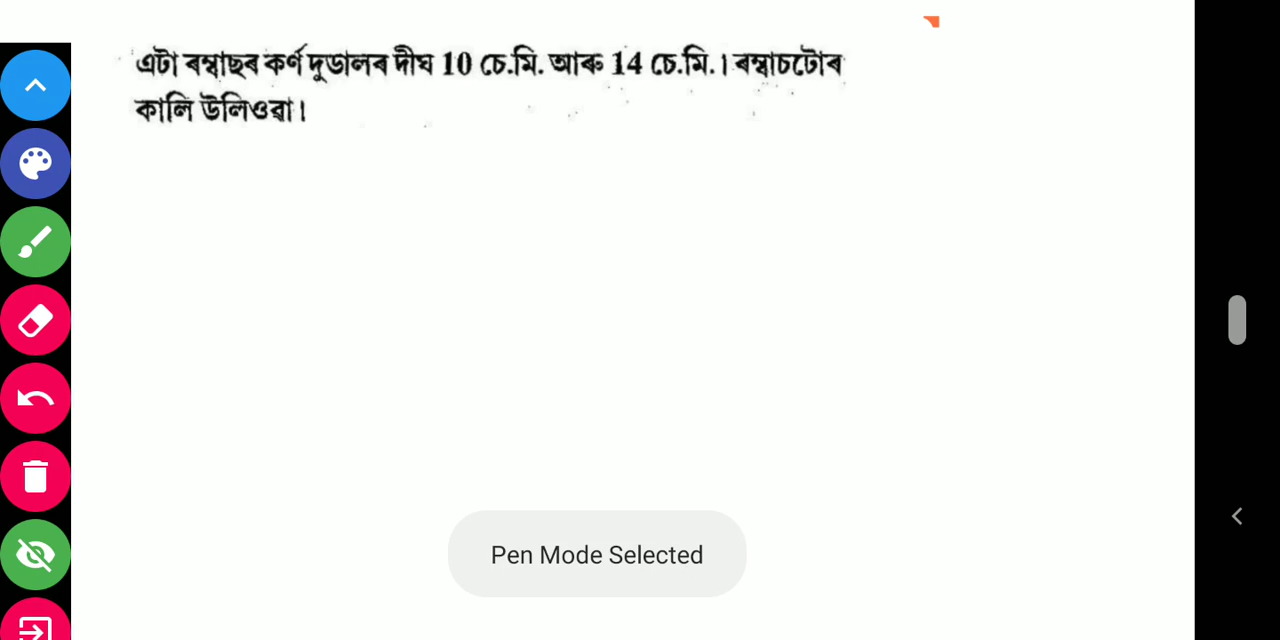 এটা ৰম্বাছৰ কৰ্ণ দুডালৰ দীঘ 10 চে.মি. আৰু 14 চে.মি.। ৰম্বাচটোৰ
কালি উলিওৱা।
Pen Mode Selected